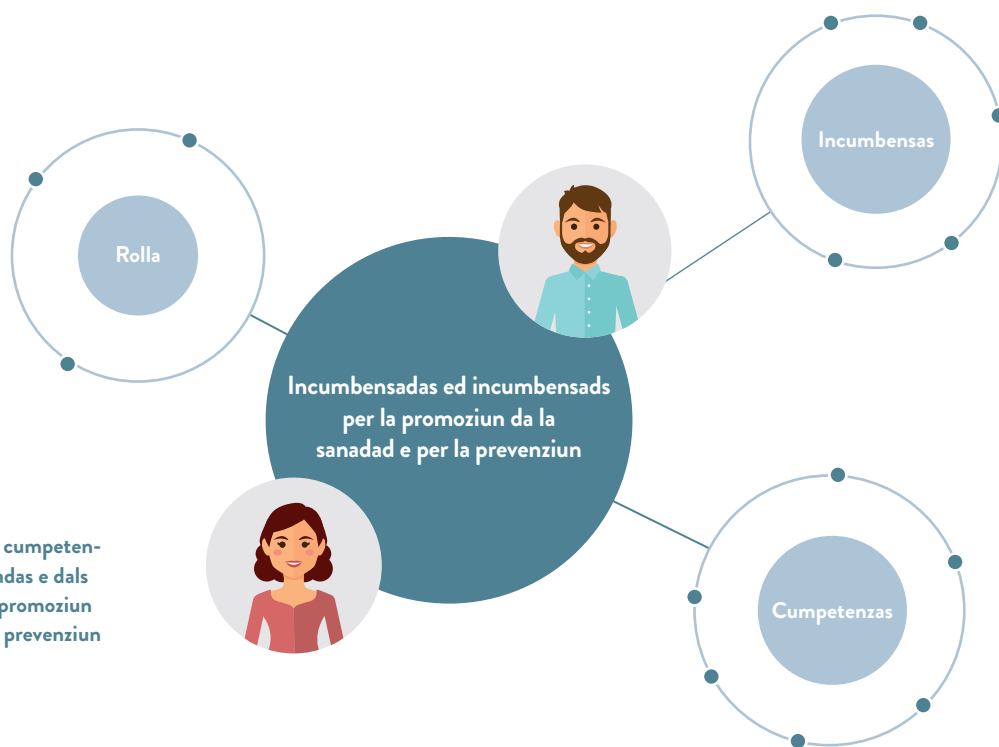 Incumbensas
Rolla
Incumbensadas ed incumbensads
per la promoziun da la
sanadad e per la prevenziun
cumpeten-
e dals
promoziun
prevenziun
Cumpetenzas